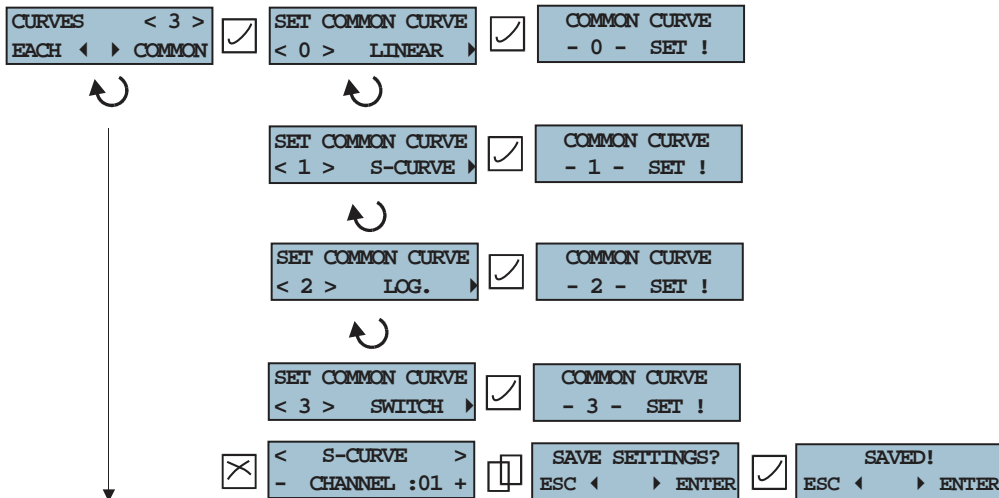 CURVES < 3 >
EACH ◀ ▶ COMMON
SET COMMON CURVE
< 0 > LINEAR ▶
COMMON CURVE
- 0 - SET !
SET COMMON CURVE
< 1 > S-CURVE ▶
COMMON CURVE
- 1 - SET !
SET COMMON CURVE
< 2 > LOG. ▶
COMMON CURVE
- 2 - SET !
SET COMMON CURVE
< 3 > SWITCH ▶
COMMON CURVE
- 3 - SET !
< S-CURVE >
- CHANNEL :01 +
SAVE SETTINGS?
ESC ◀ ▶ ENTER
SAVED!
ESC ◀ ▶ ENTER